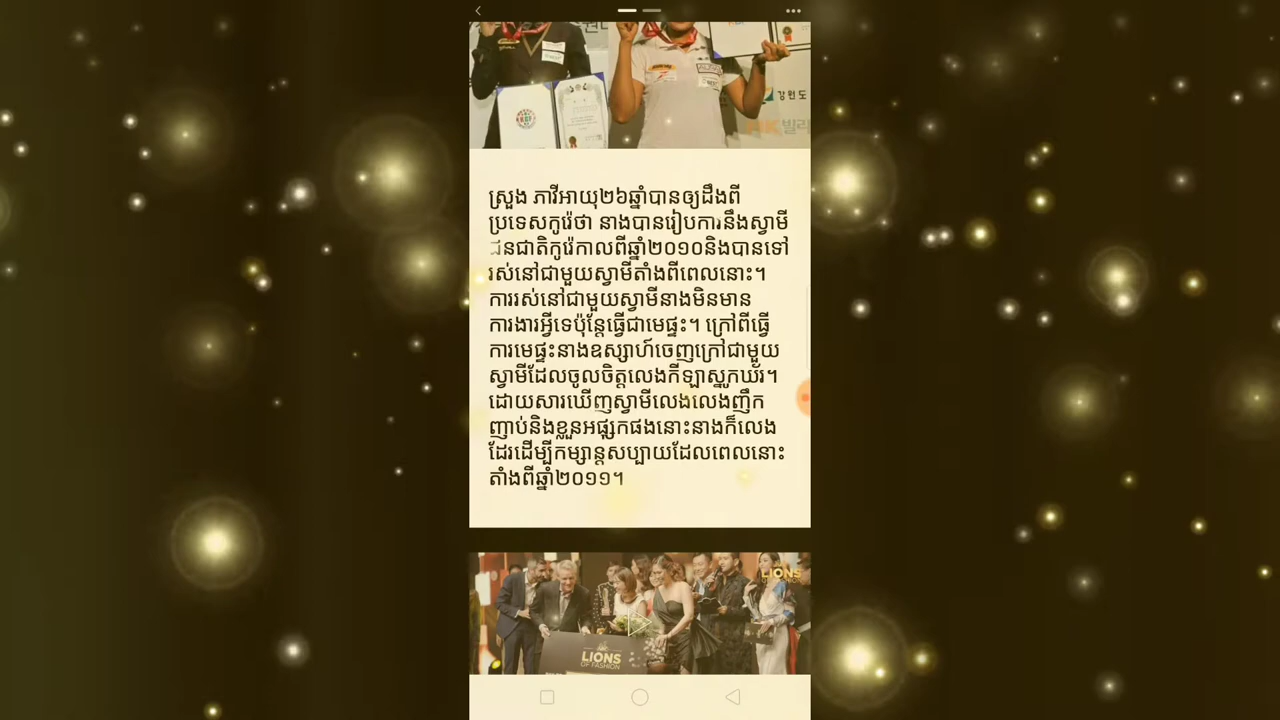 강원도
빌리
ស្រួង ភាវីអាយុ២៦ឆ្នាំបានឲ្យដឹងពី
ប្រទេសកូរ៉េថា នាងបានរៀបការនឹងស្វាមី
ជនជាតិកូរ៉េកាលពីឆ្នាំ២០១០និងបានទៅ
រស់នៅជាមួយស្វាមីតាំងពីពេលនោះ។
ការរស់នៅជាមួយស្វាមីនាងមិនមាន
ការងារអ្វីទេប៉ុន្តែធ្វើជាមេផ្ទះ។ ក្រៅពីធ្វើ
ការមេផ្ទះនាងឧស្សាហ៍ចេញក្រៅជាមួយ
ស្វាមីដែលចូលចិត្តលេងកីឡាស្នូកឃ័រ។
ដោយសារឃើញស្វាមីលេងលេងញឹក
ញាប់និងខ្លួនអផ្សុកផងនោះនាងក៏លេង
ដែរដើម្បីកម្សាន្តសប្បាយដែលពេលនោះ
តាំងពីឆ្នាំ២០១១។
LIONS
OF FASHION
LIONS
OF FASHION